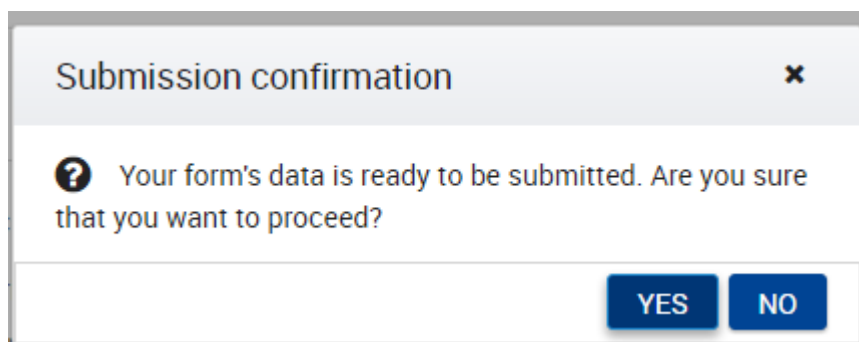 Submission confirmation
Your form's data is ready to be submitted. Are you sure
that you want to proceed?
YES NO